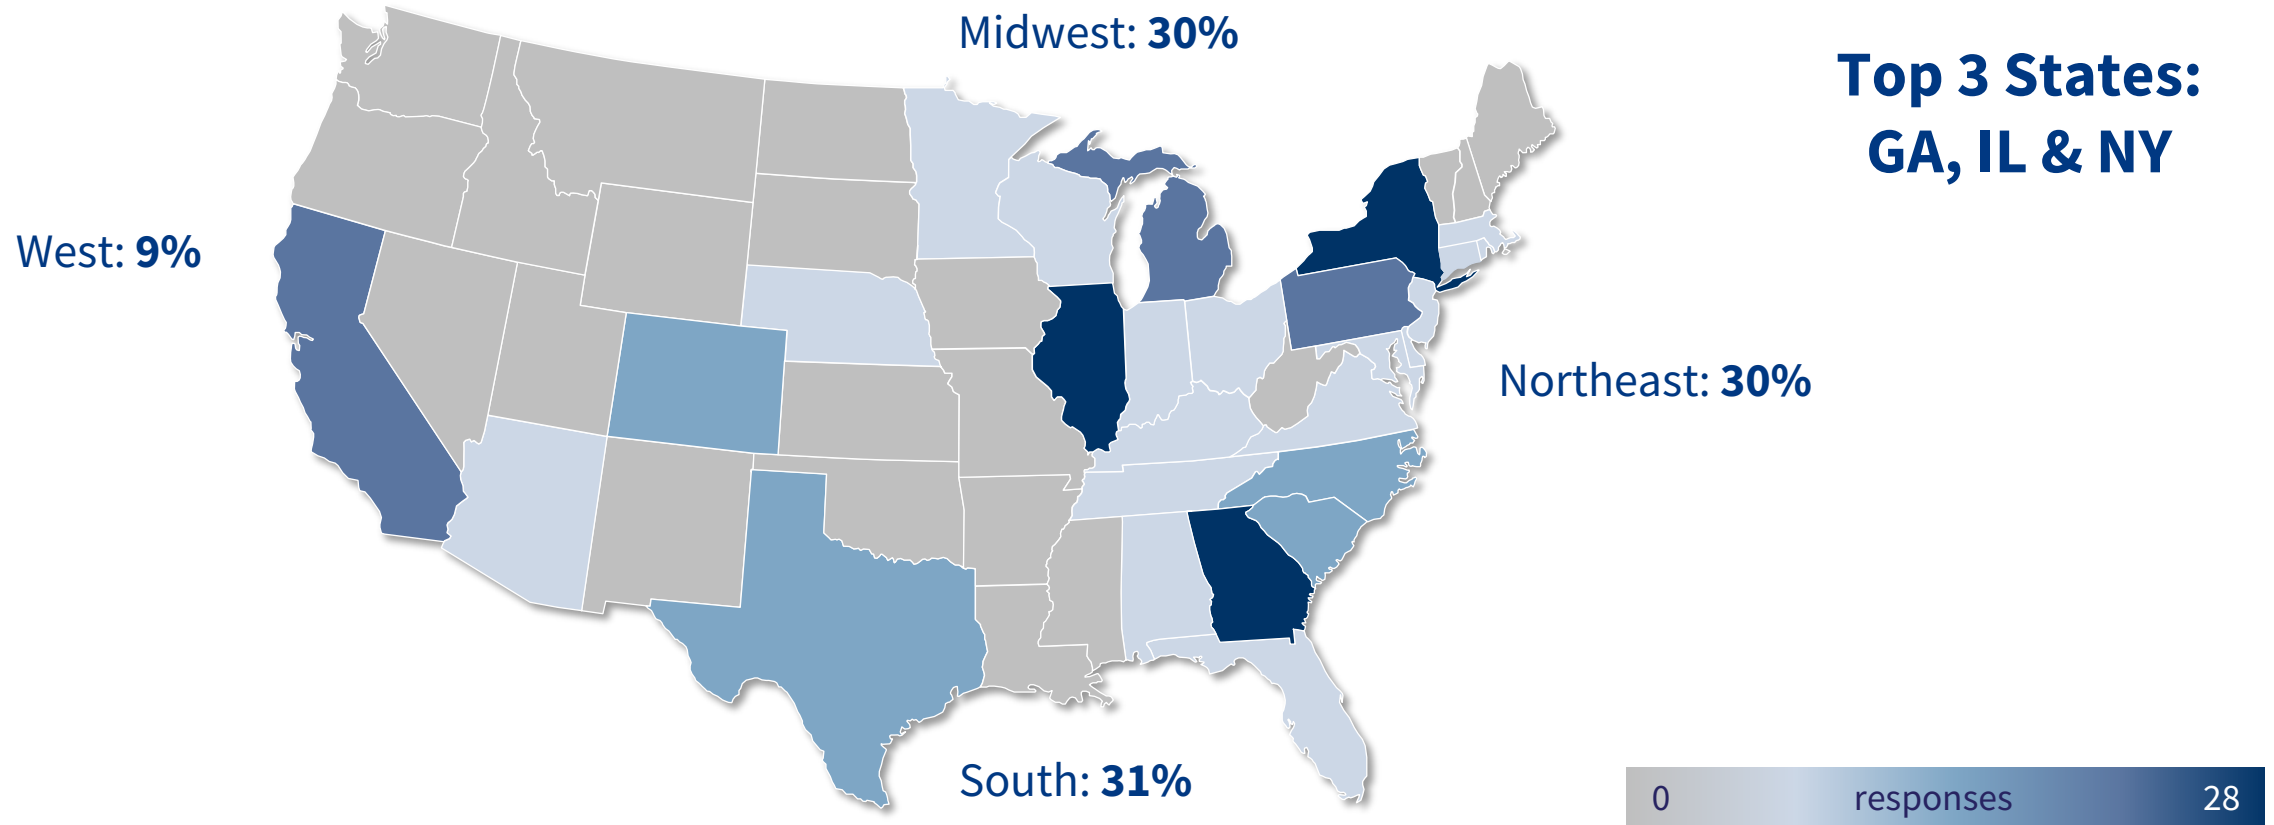 Midwest: 30%
Top 3 States:
GA, IL & NY
West: 9%
Northeast: 30%
South: 31%
0 responses 28